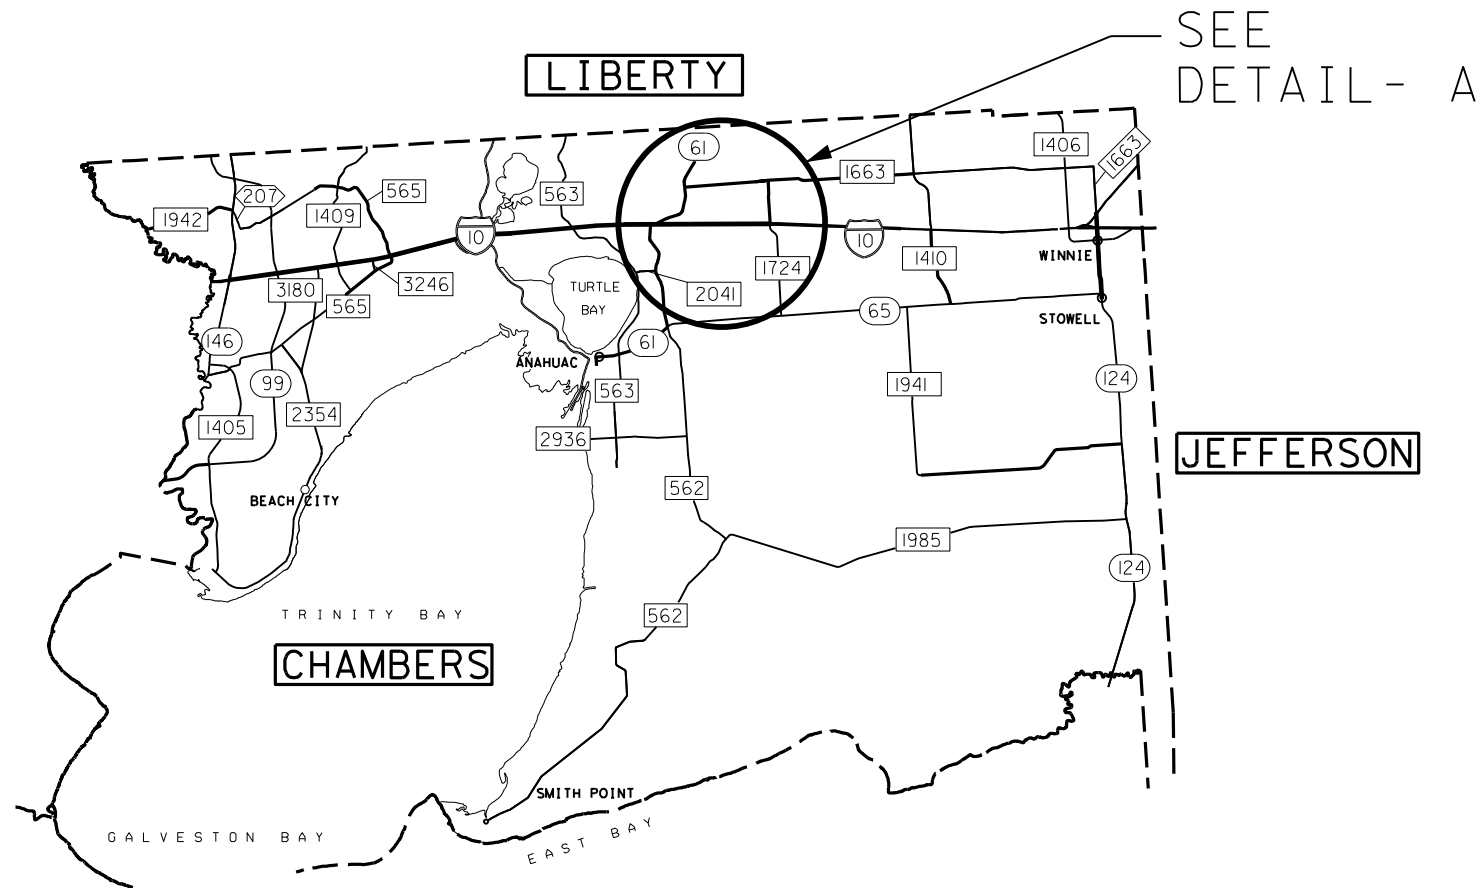 SEE
DETAIL- A
LIBERTY
61
1406
1663
1663
565
563
207
1942
1409
10
10
WINNIE
1410
1724
3246
3180
TURTLE
BAY
2041
565
65
STOWELL
146
61
ANAHUAC P
99
124
1941
563
2354
1405
2936
JEFFERSON
562
BEACH CITY
1985
124
TRINITY BAY
562
CHAMBERS
SMITH POINT
GALVESTON BAY
EAST BAY